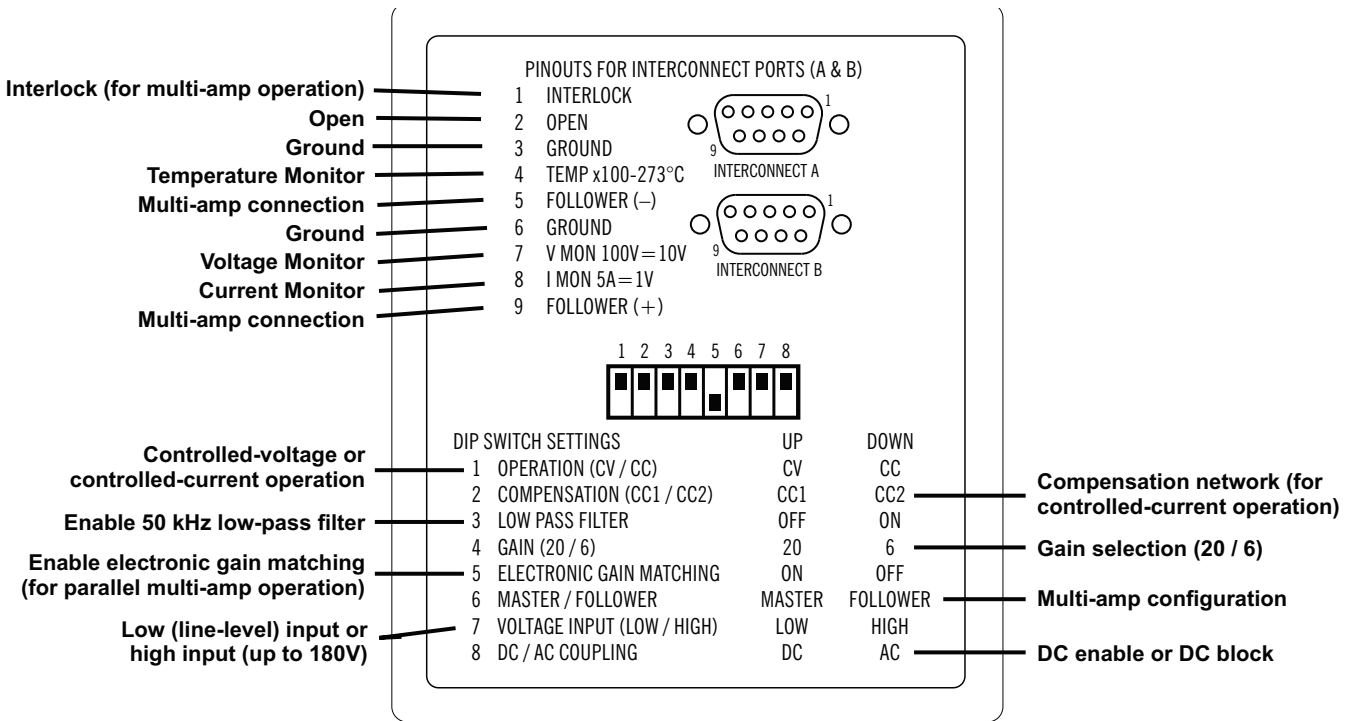 PINOUTS FOR INTERCONNECT PORTS (A & B)
Interlock (for multi-amp operation)
1 INTERLOCK
Open
2 OPEN
Ground
3 GROUND
Temperature Monitor
4 TEMP x100-273°C
Multi-amp connection
5 FOLLOWER (–)
Ground
6 GROUND
Voltage Monitor
7 V MON 100V=10V
Current Monitor
8 I MON 5A=1V
Multi-amp connection
9 FOLLOWER (+)
1
9
INTERCONNECT A
1
9
INTERCONNECT B
1 2 3 4 5 6 7 8
DIP SWITCH SETTINGS UP DOWN
Controlled-voltage or
controlled-current operation
1 OPERATION (CV / CC) CV CC
2 COMPENSATION (CC1 / CC2) CC1 CC2
Compensation network (for
controlled-current operation)
Enable 50 kHz low-pass filter
3 LOW PASS FILTER OFF ON
4 GAIN (20 / 6) 20 6
Gain selection (20 / 6)
Enable electronic gain matching
(for parallel multi-amp operation)
5 ELECTRONIC GAIN MATCHING ON OFF
6 MASTER / FOLLOWER MASTER FOLLOWER
Multi-amp configuration
Low (line-level) input or
high input (up to 180V)
7 VOLTAGE INPUT (LOW / HIGH) LOW HIGH
8 DC / AC COUPLING DC AC
DC enable or DC block